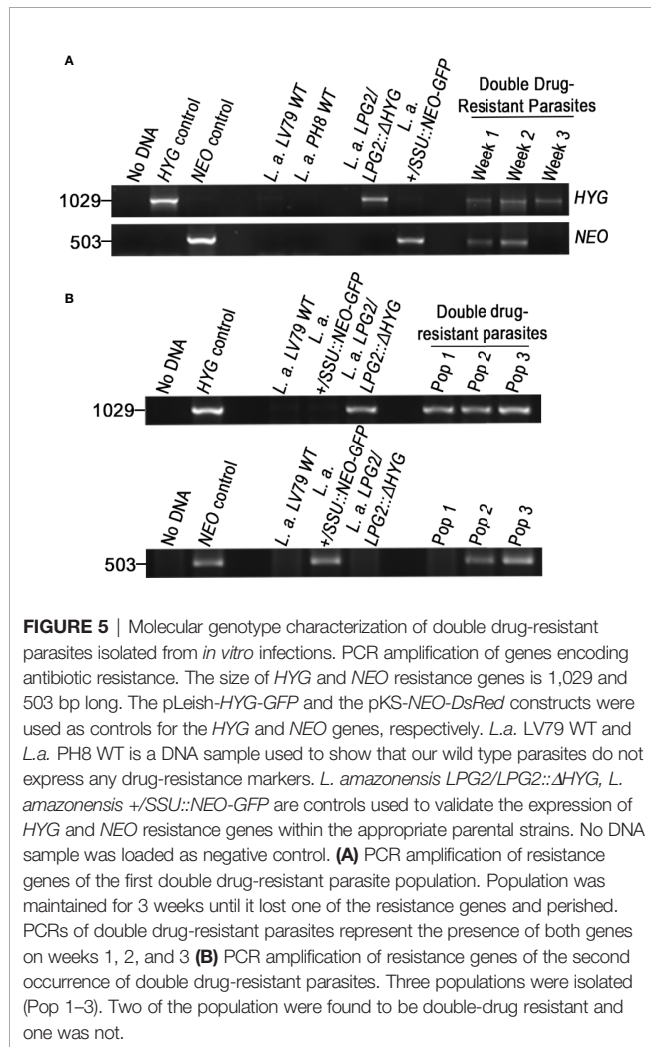 A
Double Drug-
Resistant Parasites
No DNA
HYG control
NEO control
L. a. LV79 WT
L. a. PH8 WT
L. a. LPG2/
LPG2::ΔHYG
L. a.
+/SSU::NEO-GFP
Week 1
Week 2
Week 3
1029
HYG
503
NEO
B
Double drug-
resistant parasites
No DNA
HYG control
L. a. LV79 WT
L. a.
+/SSU::NEO-GFP
L. a. LPG2/
LPG2::ΔHYG
Pop 1
Pop 2
Pop 3
1029
No DNA
NEO control
L. a. LV79 WT
L. a.
+/SSU::NEO-GFP
L. a. LPG2/
LPG2::ΔHYG
Pop 1
Pop 2
Pop 3
503
FIGURE 5 | Molecular genotype characterization of double drug-resistant
parasites isolated from in vitro infections. PCR amplification of genes encoding
antibiotic resistance. The size of HYG and NEO resistance genes is 1,029 and
503 bp long. The pLeish-HYG-GFP and the pKS-NEO-DsRed constructs were
used as controls for the HYG and NEO genes, respectively. L.a. LV79 WT and
L.a. PH8 WT is a DNA sample used to show that our wild type parasites do not
express any drug-resistance markers. L. amazonensis LPG2/LPG2::ΔHYG, L.
amazonensis +/SSU::NEO-GFP are controls used to validate the expression of
HYG and NEO resistance genes within the appropriate parental strains. No DNA
sample was loaded as negative control. (A) PCR amplification of resistance
genes of the first double drug-resistant parasite population. Population was
maintained for 3 weeks until it lost one of the resistance genes and perished.
PCRs of double drug-resistant parasites represent the presence of both genes
on weeks 1, 2, and 3 (B) PCR amplification of resistance genes of the second
occurrence of double drug-resistant parasites. Three populations were isolated
(Pop 1–3). Two of the population were found to be double-drug resistant and
one was not.